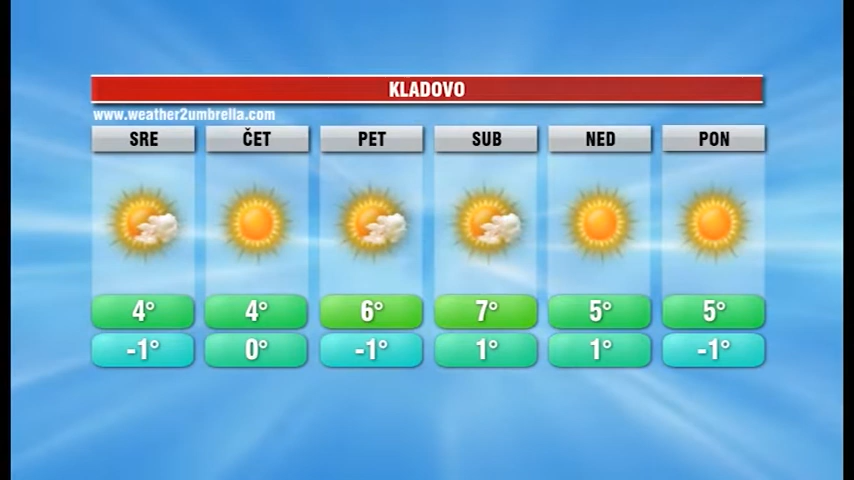 KLADOVO
www.weather2umbrella.com
SRE ČET PET SUB NED PON
4° 4° 6° 7° 5° 5°
-1° 0° -1° 1° 1° -1°